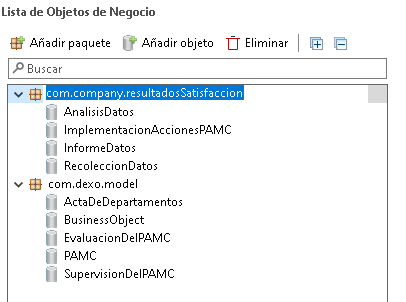 Lista de Objetos de Negocio
Añadir paquete Añadir objeto Eliminar
Buscar
com.company.resultadosSatisfaccion
AnalisisDatos
ImplementacionAccionesPAMC
InformeDatos
RecoleccionDatos
com.dexo.model
ActaDeDepartamentos
BusinessObject
EvaluacionDelPAMC
PAMC
SupervisionDelPAMC